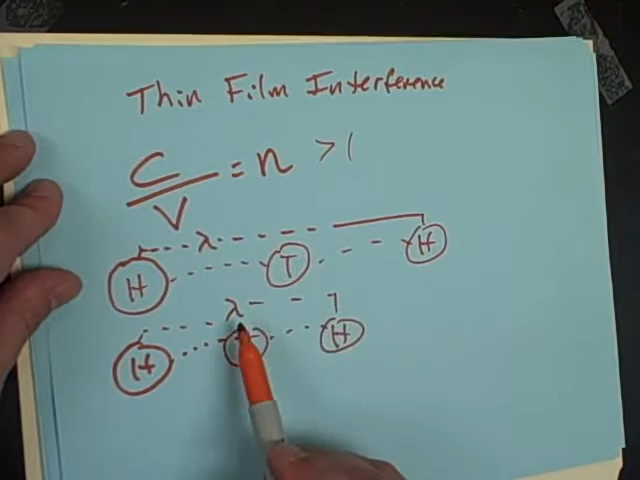 Thin Film Interference
C/V = n > 1
λ
H T H
λ
H H